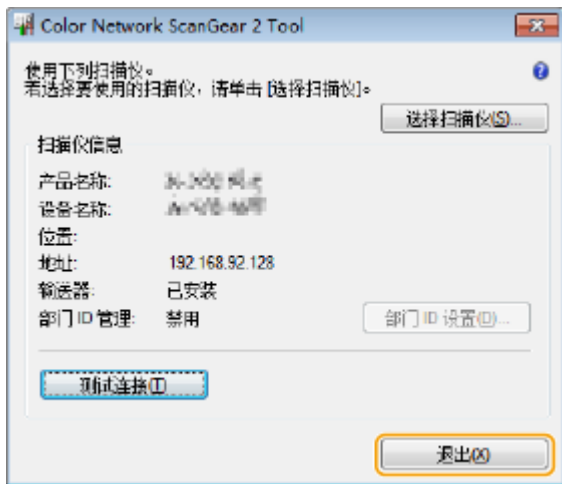 Color Network ScanGear 2 Tool
使用下列扫描仪。
若选择要使用的扫描仪，请单击 [选择扫描仪]。
选择扫描仪(S)...
扫描仪信息
产品名称:
设备名称:
位置:
地址: 192.168.92.128
输送器: 已安装
部门 ID 管理: 禁用
部门 ID 设置(D)...
测试连接(T)
退出(X)